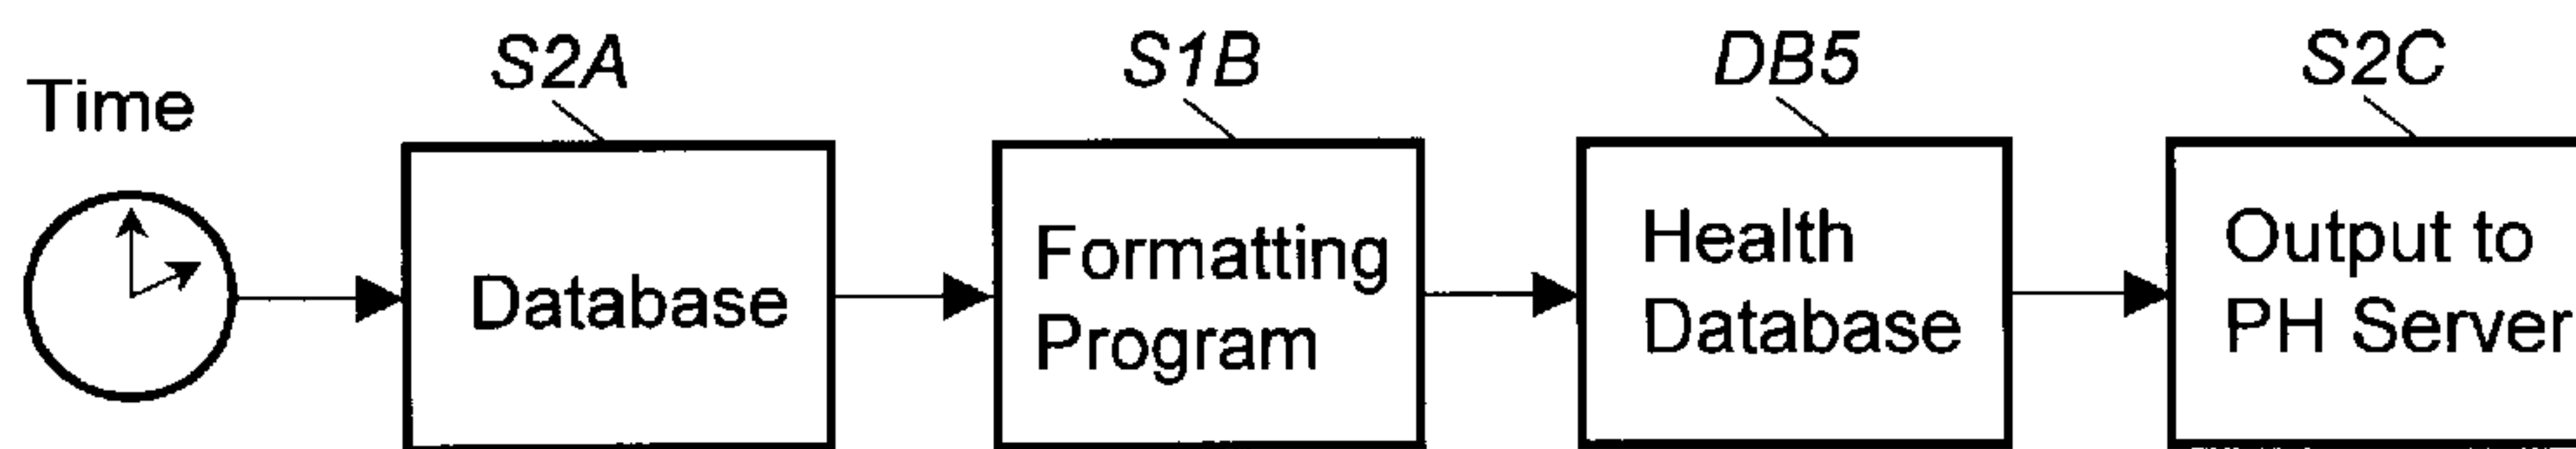 Time
S2A
S1B
DB5
S2C
Database
Formatting
Program
Health
Database
Output to
PH Server